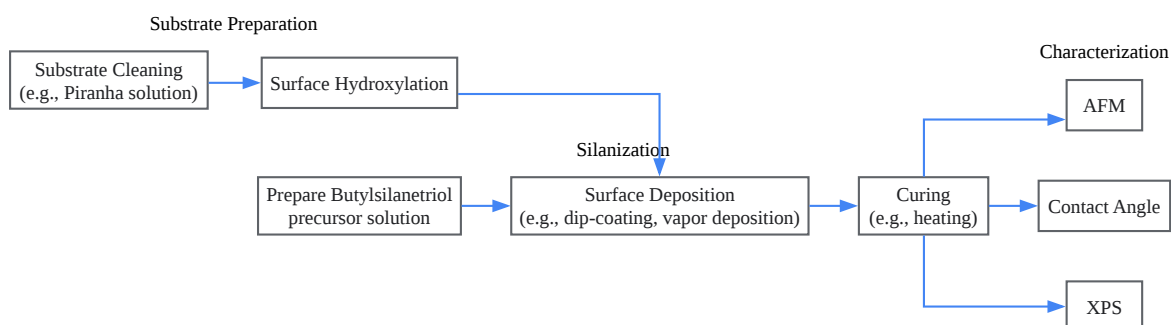 Substrate Preparation
Substrate Cleaning
(e.g., Piranha solution)
Surface Hydroxylation
Silanization
Prepare Butylsilanetriol
precursor solution
Surface Deposition
(e.g., dip-coating, vapor deposition)
Curing
(e.g., heating)
Characterization
AFM
Contact Angle
XPS